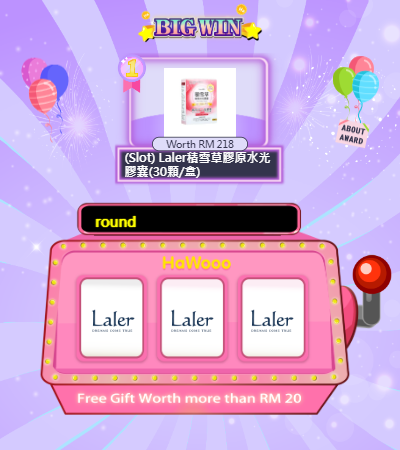 BIG WIN
1
Worth RM 218
(Slot) Laler積雪草膠原水光
膠囊(30顆/盒)
ABOUT
AWARD
round
HaWooo
Laler
Laler
Laler
Free Gift Worth more than RM 20